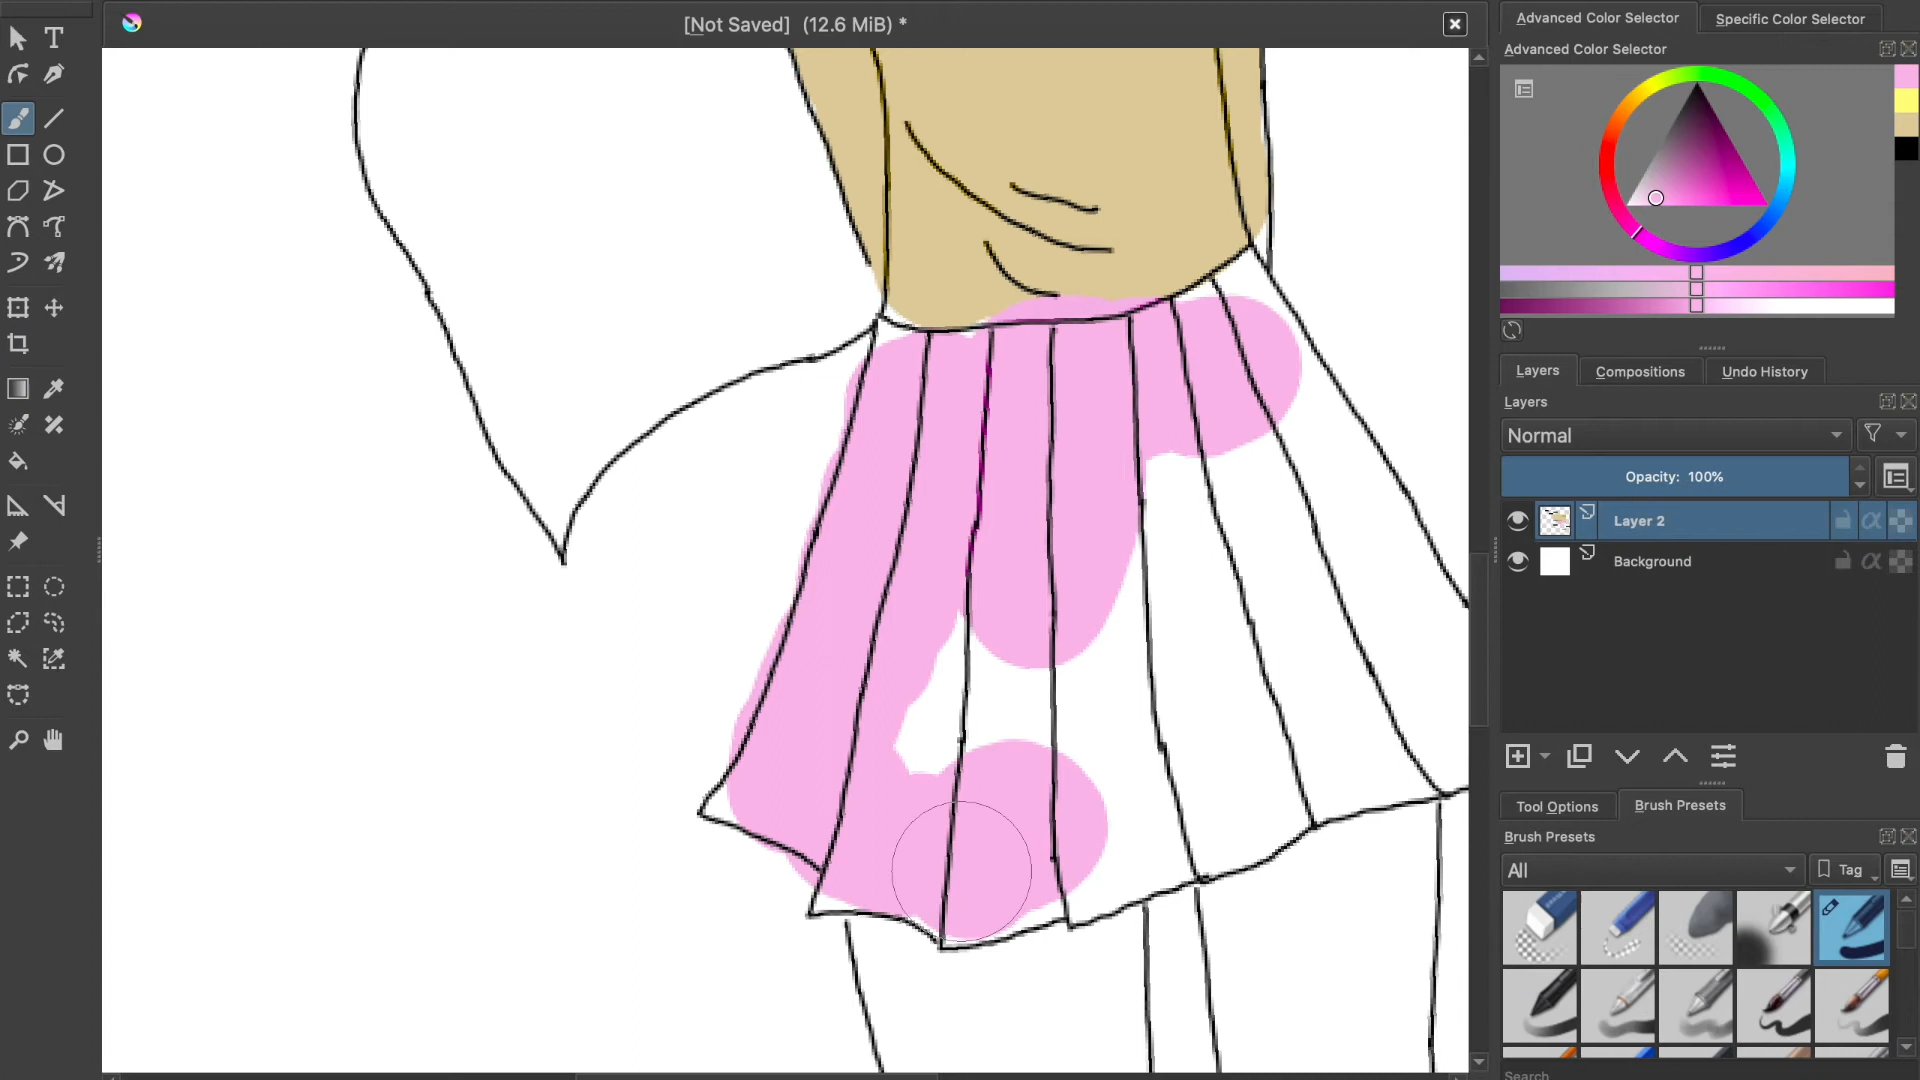 [Not Saved] (12.6 MiB) *
Advanced Color Selector
Specific Color Selector
Advanced Color Selector
Layers
Compositions
Undo History
Layers
Normal
Opacity: 100%
Layer 2
Background
Tool Options
Brush Presets
Brush Presets
All
Tag
Search